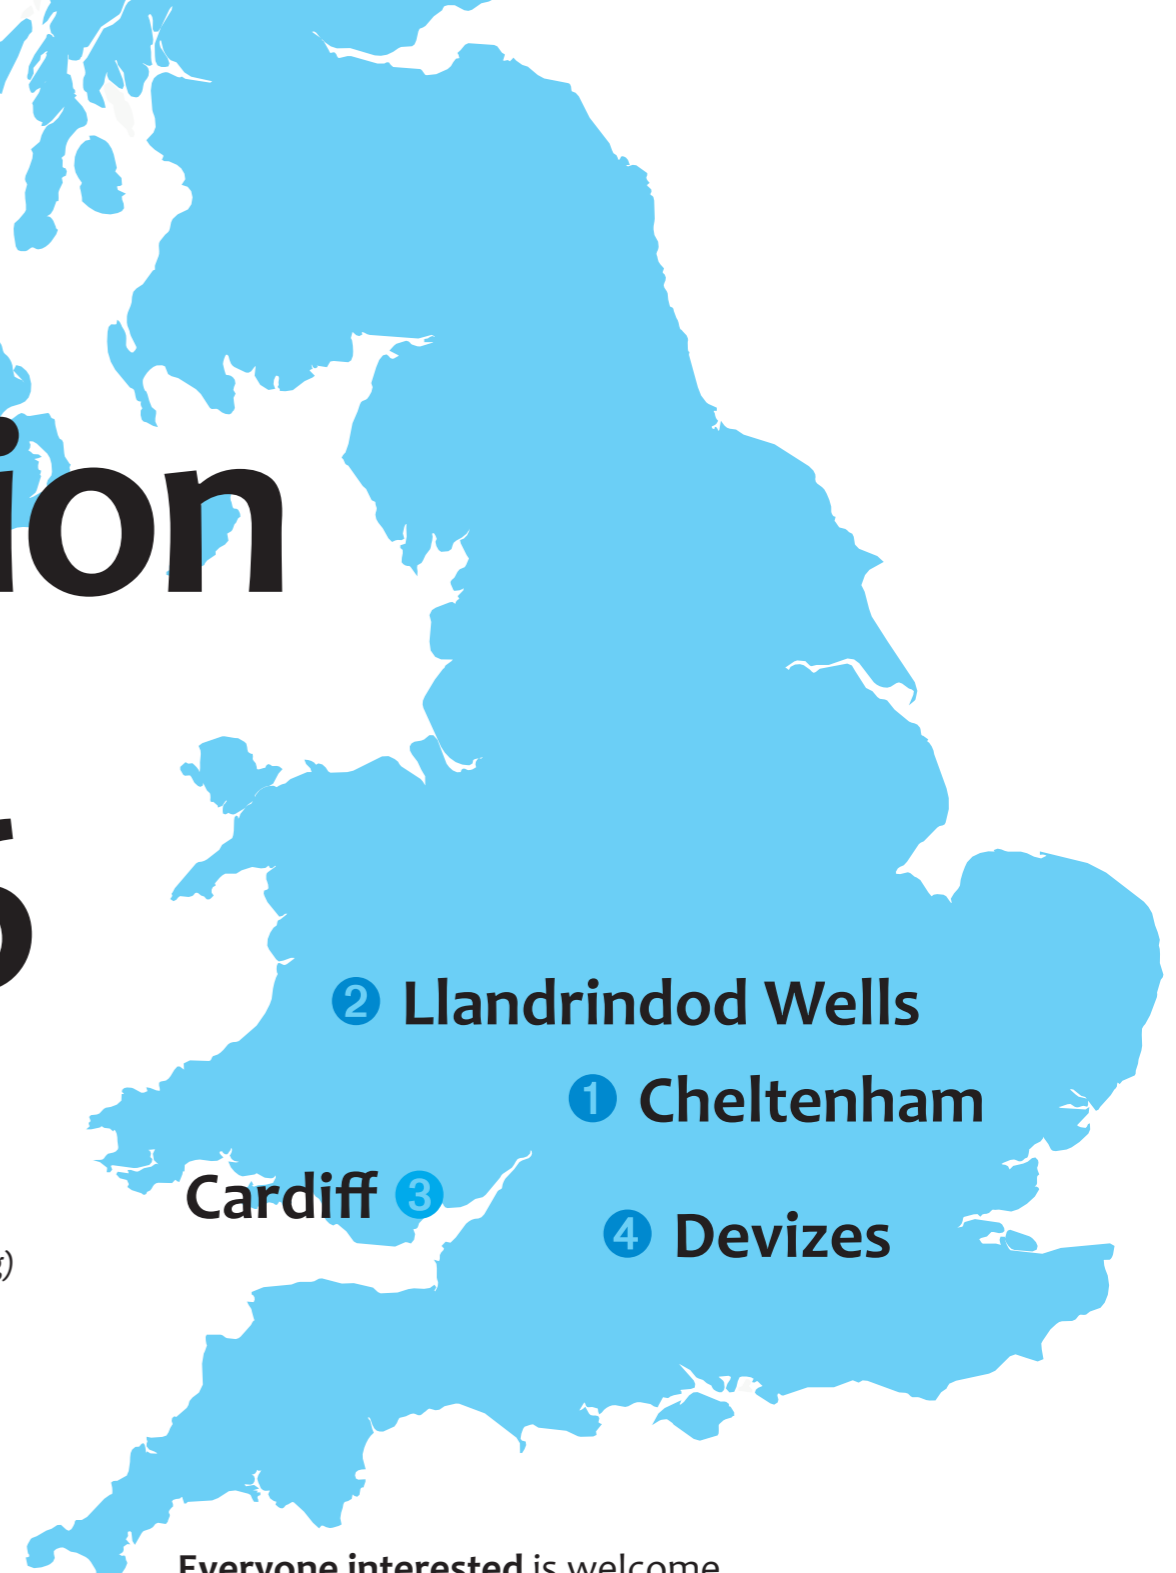 ion
2 Llandrindod Wells
1 Cheltenham
Cardiff 3
4 Devizes
Everyone interested is welcome